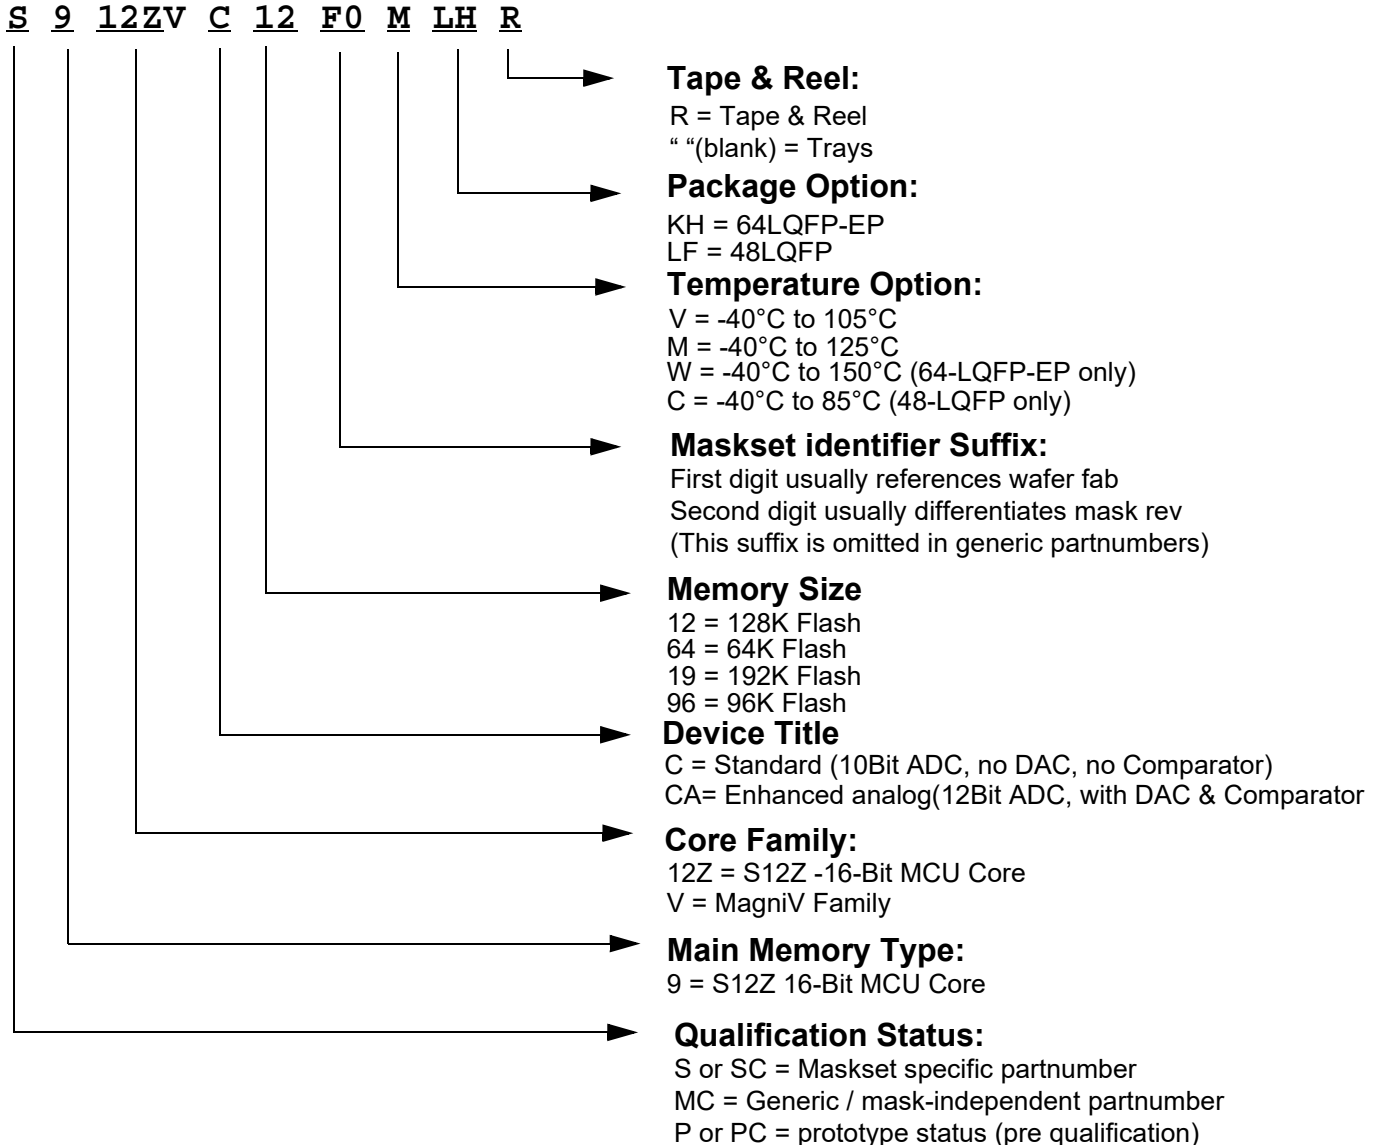 S 9 12ZV C 12 F0 M LH R
Tape & Reel:
R = Tape & Reel
“ “(blank) = Trays
Package Option:
KH = 64LQFP-EP
LF = 48LQFP
Temperature Option:
V = -40°C to 105°C
M = -40°C to 125°C
W = -40°C to 150°C (64-LQFP-EP only)
C = -40°C to 85°C (48-LQFP only)
Maskset identifier Suffix:
First digit usually references wafer fab
Second digit usually differentiates mask rev
(This suffix is omitted in generic partnumbers)
Memory Size
12 = 128K Flash
64 = 64K Flash
19 = 192K Flash
96 = 96K Flash
Device Title
C = Standard (10Bit ADC, no DAC, no Comparator)
CA= Enhanced analog(12Bit ADC, with DAC & Comparator
Core Family:
12Z = S12Z -16-Bit MCU Core
V = MagniV Family
Main Memory Type:
9 = S12Z 16-Bit MCU Core
Qualification Status:
S or SC = Maskset specific partnumber
MC = Generic / mask-independent partnumber
P or PC = prototype status (pre qualification)